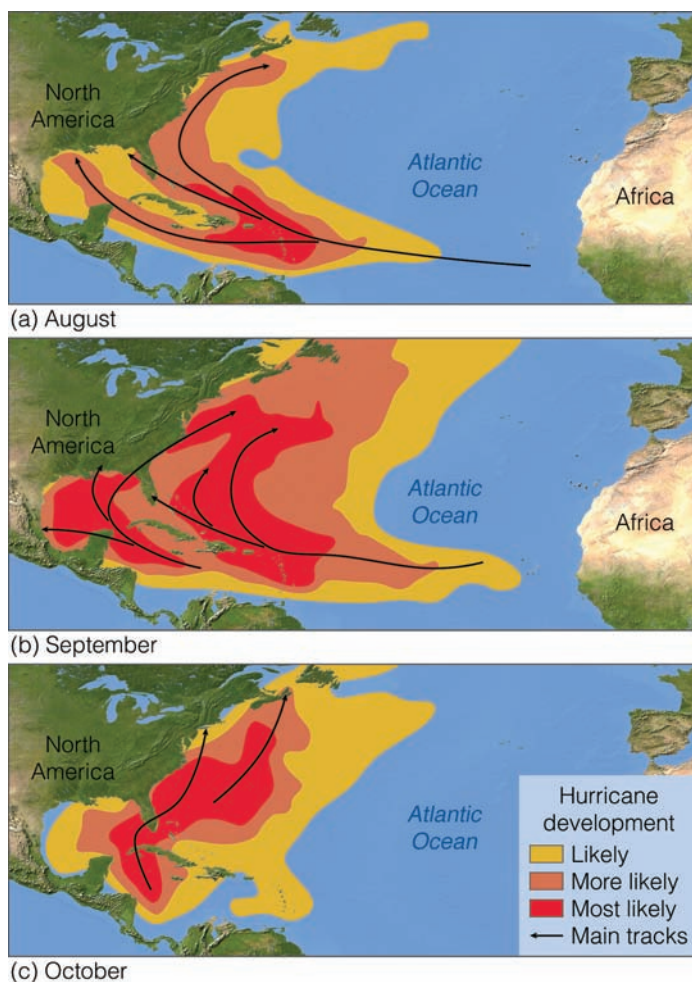 North
America
Atlantic
Ocean
Africa
(a) August
North
America
Atlantic
Ocean
Africa
(b) September
North
America
Atlantic
Ocean
Hurricane
development
Likely
More likely
Most likely
Main tracks
(c) October